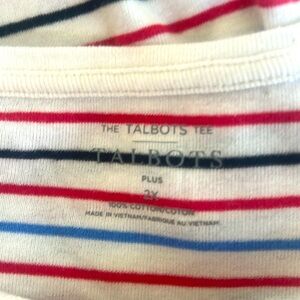 THE TALBOTS TEE
TALBOTS
PLUS
2X
100% COTTON/COTON
MADE IN VIETNAM/FABRIQUÉ AU VIETNAM